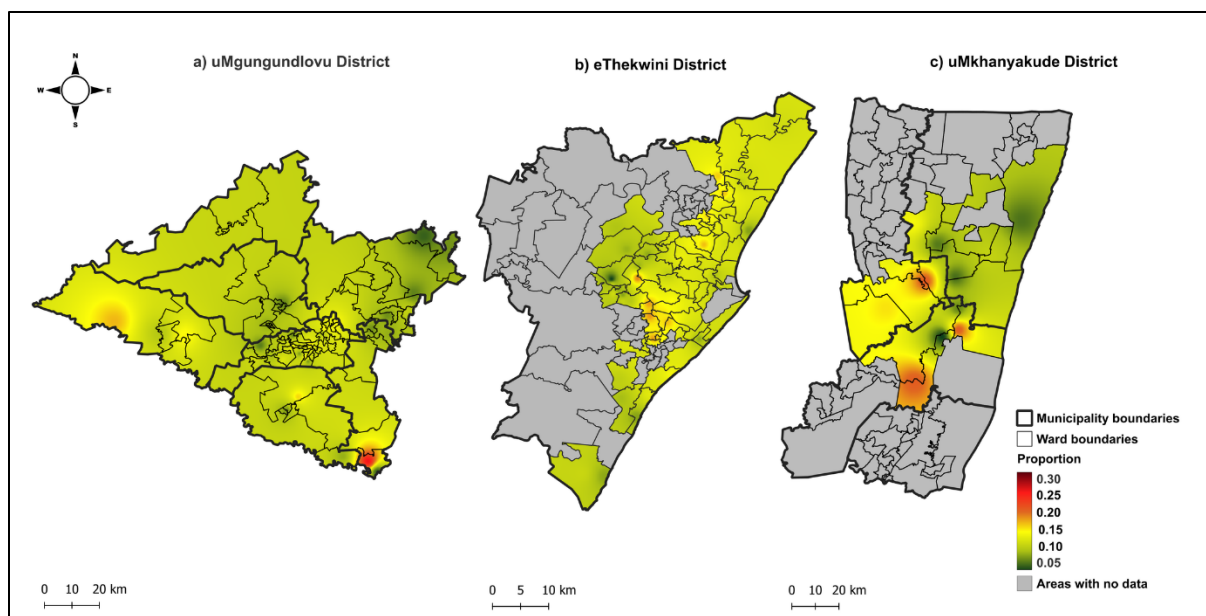 a) uMgungundlovu District
b) eThekwini District
c) uMkhanyakude District
N
W E
S
Municipality boundaries
Ward boundaries
Proportion
0.30
0.25
0.20
0.15
0.10
0.05
Areas with no data
0 10 20 km
0 5 10 km
0 10 20 km